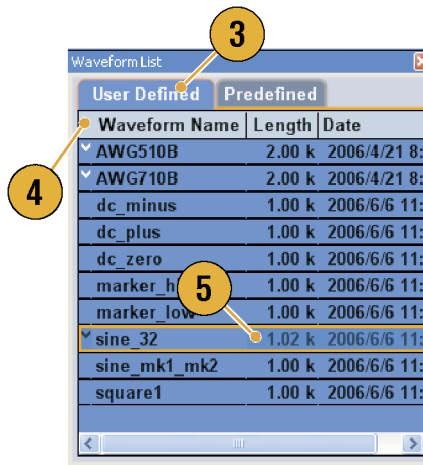 3
Waveform List
User Defined Predefined
Waveform Name Length Date
AWG510B 2.00 k 2006/4/21 8:
4
AWG710B 2.00 k 2006/4/21 8:
dc_minus 1.00 k 2006/6/6 11:
dc_plus 1.00 k 2006/6/6 11:
dc_zero 1.00 k 2006/6/6 11:
5
marker_h 1.00 k 2006/6/6 11:
marker_low 1.00 k 2006/6/6 11:
sine_32 1.02 k 2006/6/6 11:
sine_mk1_mk2 1.00 k 2006/6/6 11:
square1 1.00 k 2006/6/6 11: